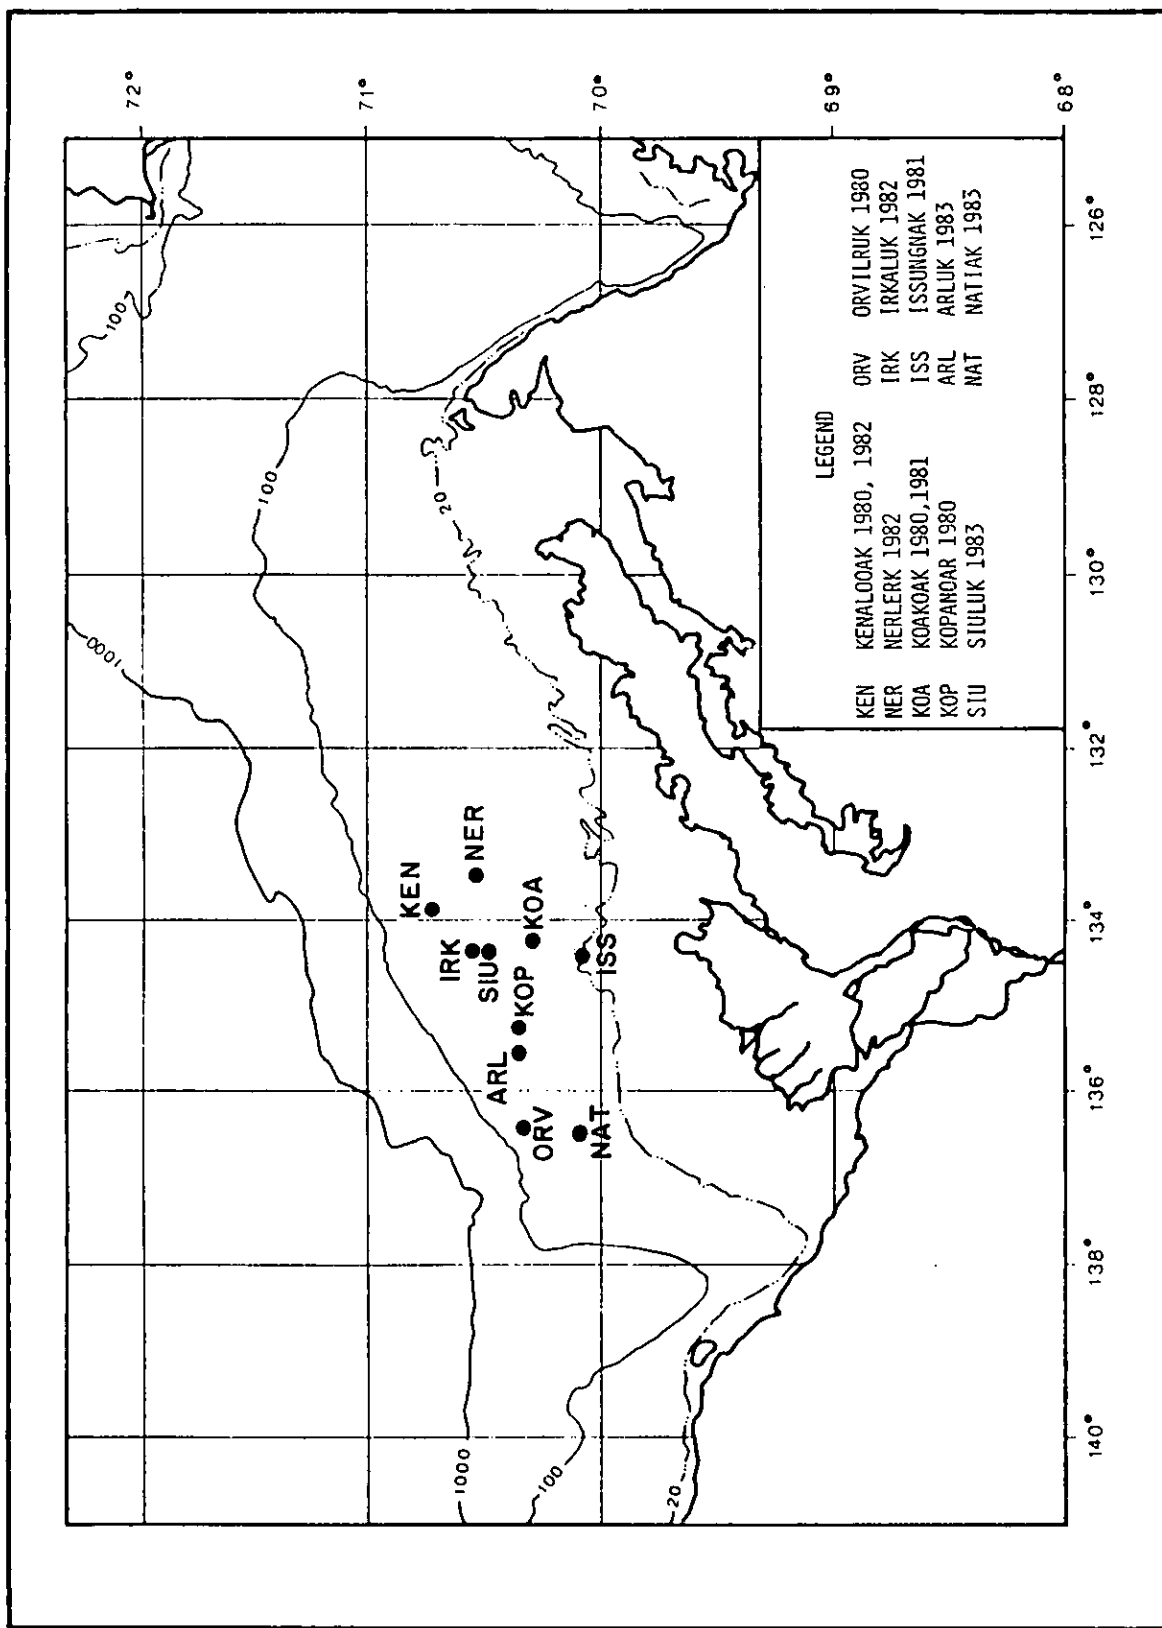 72°
71°
70°
69°
68°
126°
128°
130°
132°
134°
136°
138°
140°
1000
100
100
20
1000
100
20
KEN
NER
IRK
SIU
KOA
KOP
ISS
ARL
ORV
NAT
LEGEND
KEN KENALOOAK 1980, 1982
NER NERLERK 1982
KOA KOAKOAK 1980,1981
KOP KOPANOAR 1980
SIU SIULUK 1983
ORV ORVILRUK 1980
IRK IRKALUK 1982
ISS ISSUNGNAK 1981
ARL ARLUK 1983
NAT NATIAK 1983